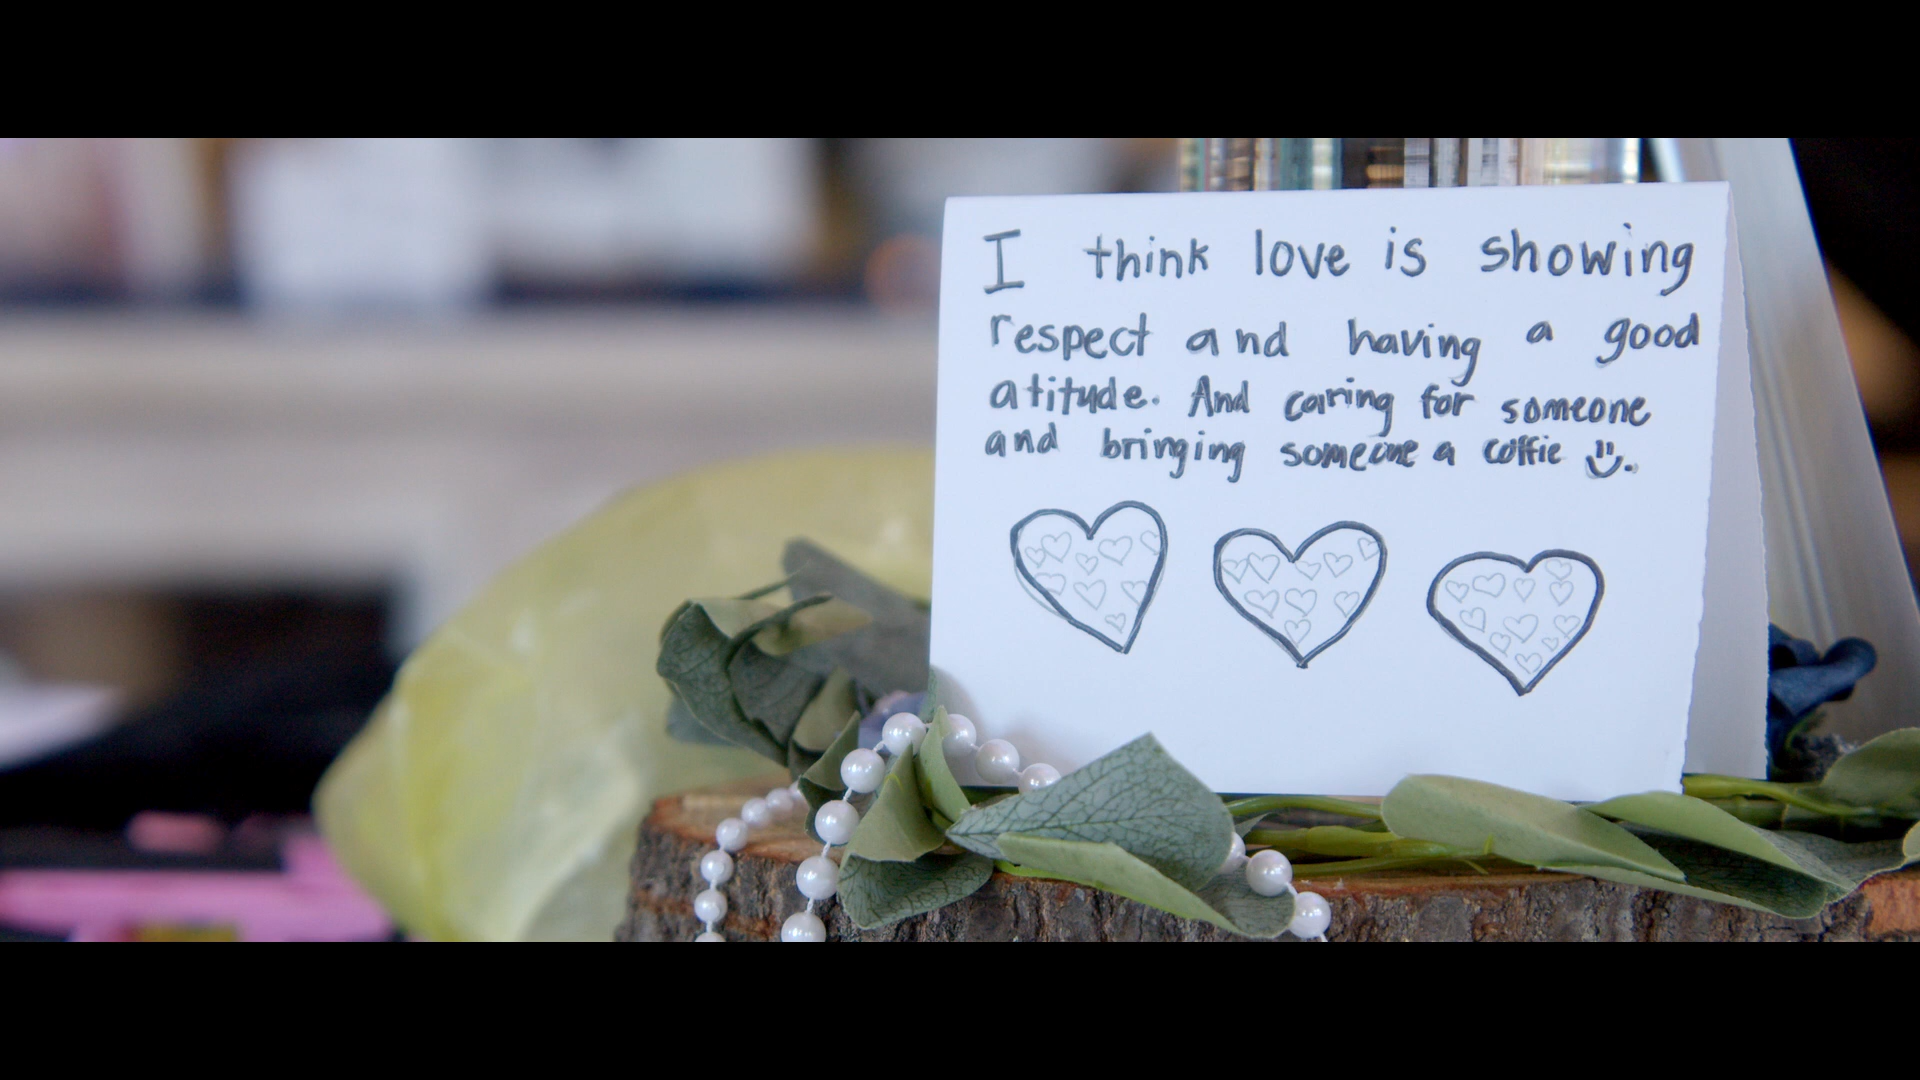 I think love is showing
respect and having a good
atitude. And caring for someone
and bringing someone a coffie